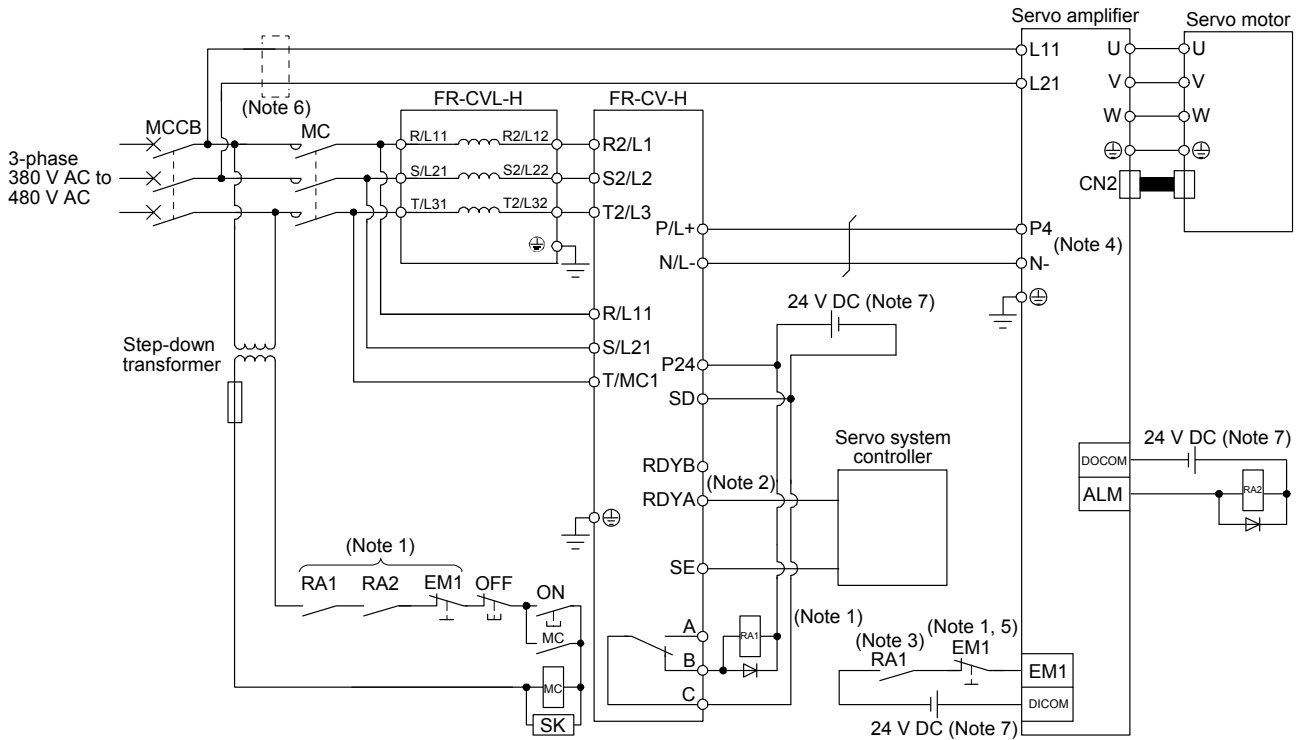 Servo amplifier
Servo motor
L11
U
U
L21
V
V
(Note 6)
FR-CVL-H
FR-CV-H
W
W
MCCB
MC
R/L11
R2/L12
R2/L1
3-phase
380 V AC to
480 V AC
S/L21
S2/L22
S2/L2
CN2
T/L31
T2/L32
T2/L3
P/L+
P4
(Note 4)
N/L-
N-
24 V DC (Note 7)
R/L11
Step-down
transformer
S/L21
P24
T/MC1
SD
Servo system
controller
24 V DC (Note 7)
RDYB
DOCOM
(Note 2)
RDYA
ALM
RA2
(Note 1)
SE
RA1
RA2
EM1
OFF
ON
MC
A
RA1
(Note 1)
(Note 3)
RA1
(Note 1, 5)
EM1
B
EM1
MC
C
DICOM
SK
24 V DC (Note 7)